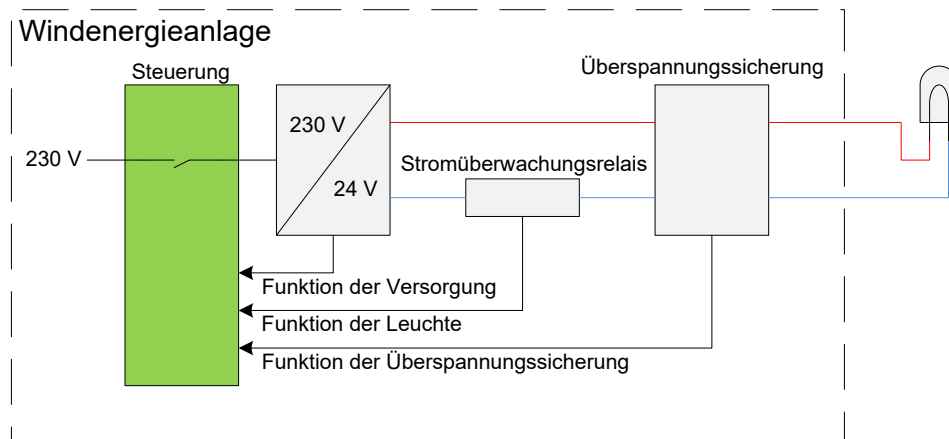 Windenergieanlage
Steuerung
Überspannungssicherung
230 V
230 V
24 V
Stromüberwachungsrelais
Funktion der Versorgung
Funktion der Leuchte
Funktion der Überspannungssicherung